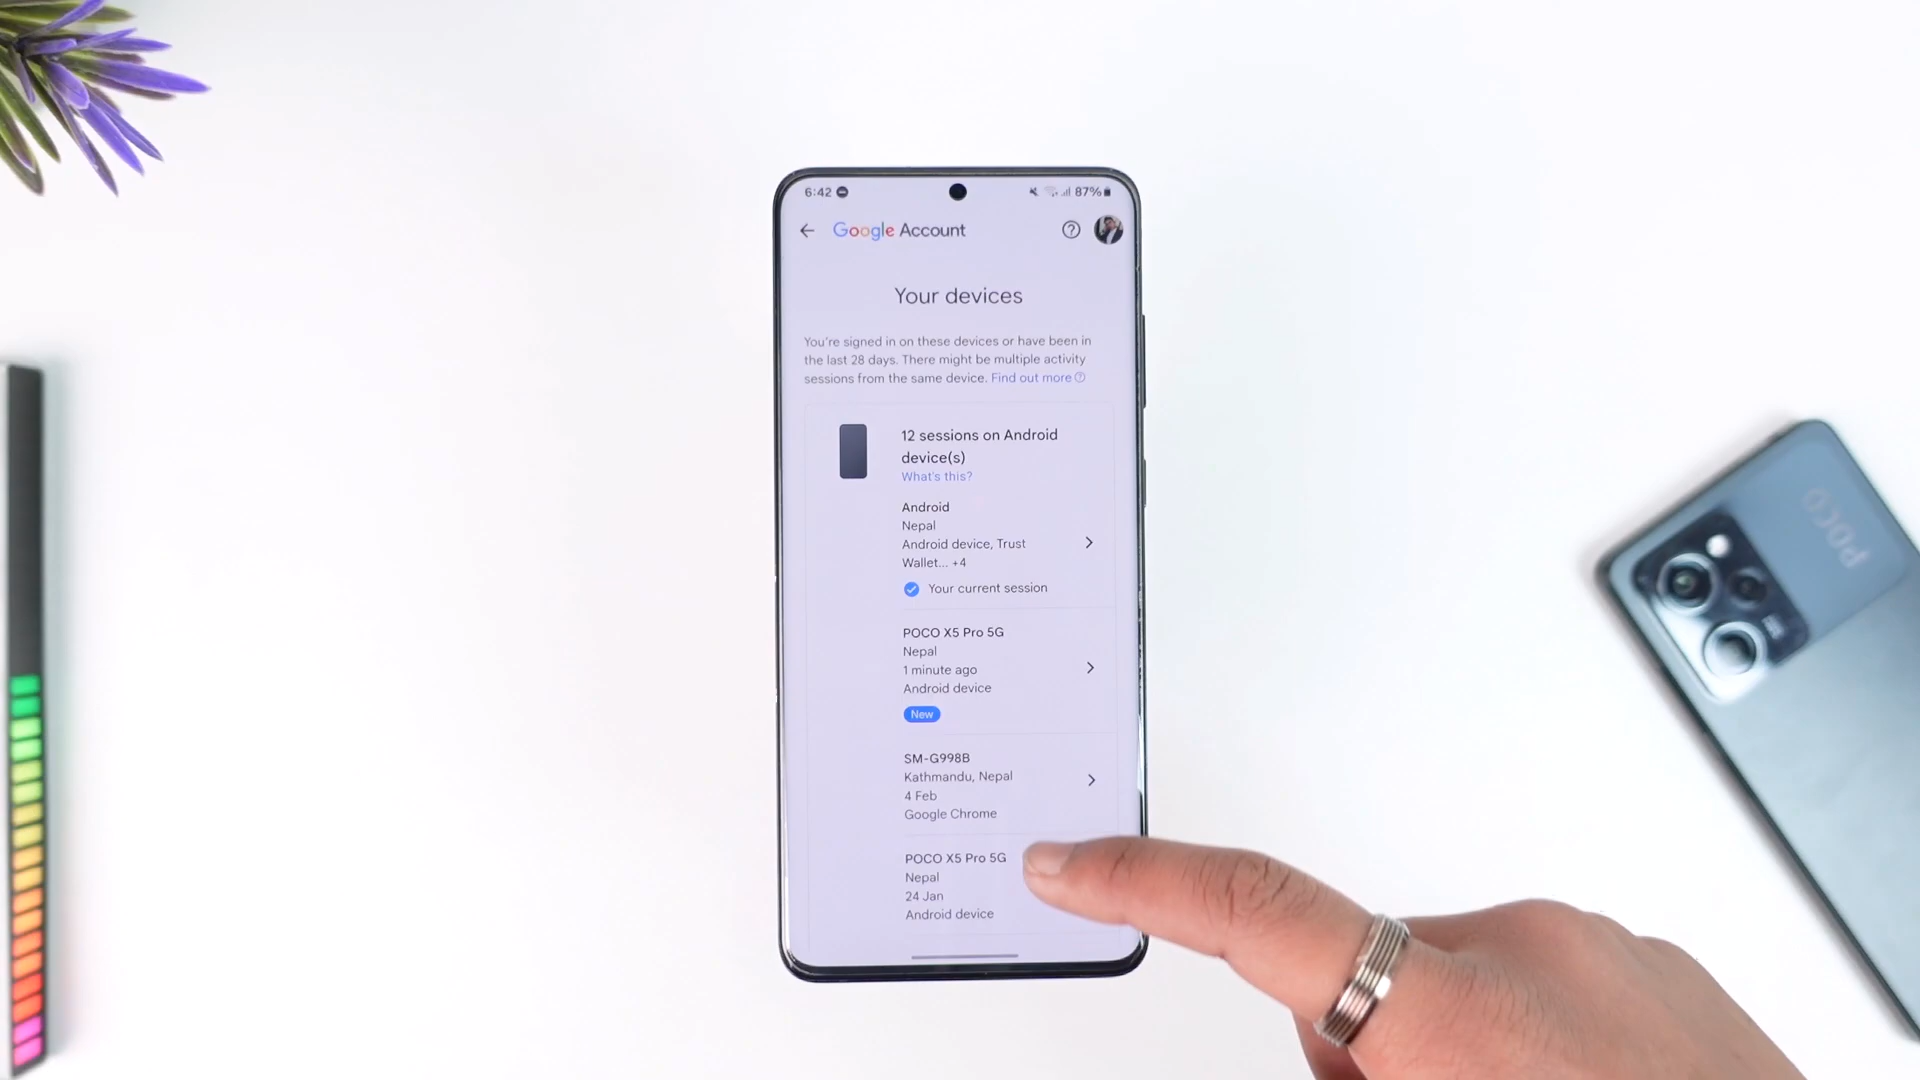 6:42
87%
Google Account
Your devices
You're signed in on these devices or have been in
the last 28 days. There might be multiple activity
sessions from the same device. Find out more
12 sessions on Android
device(s)
What's this?
Android
Nepal
Android device, Trust
Wallet... +4
Your current session
POCO X5 Pro 5G
Nepal
1 minute ago
Android device
New
SM-G998B
Kathmandu, Nepal
4 Feb
Google Chrome
POCO X5 Pro 5G
Nepal
24 Jan
Android device
POCO